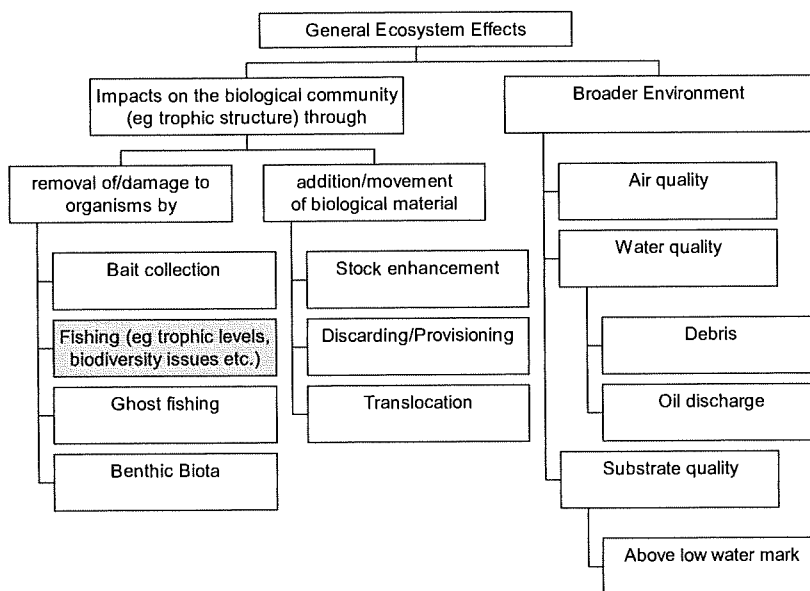 General Ecosystem Effects
Impacts on the biological community
(eg trophic structure) through
Broader Environment
removal of/damage to
organisms by
addition/movement
of biological material
Air quality
Water quality
Bait collection
Stock enhancement
Fishing (eg trophic levels,
biodiversity issues etc.)
Discarding/Provisioning
Debris
Ghost fishing
Translocation
Oil discharge
Benthic Biota
Substrate quality
Above low water mark